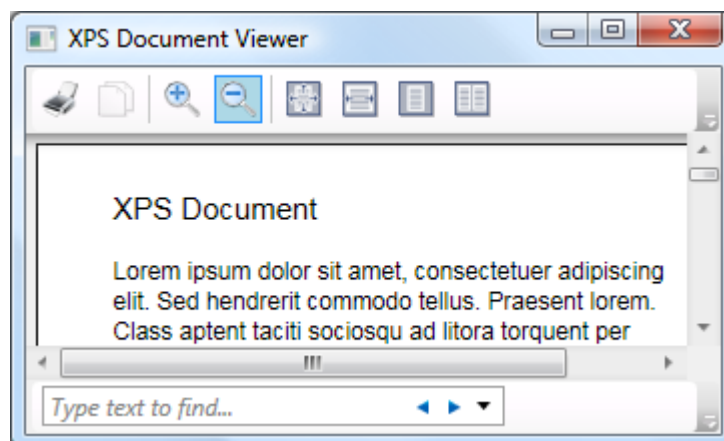 XPS Document Viewer
XPS Document
Lorem ipsum dolor sit amet, consectetuer adipiscing
elit. Sed hendrerit commodo tellus. Praesent lorem.
Class aptent taciti sociosqu ad litora torquent per
Type text to find...